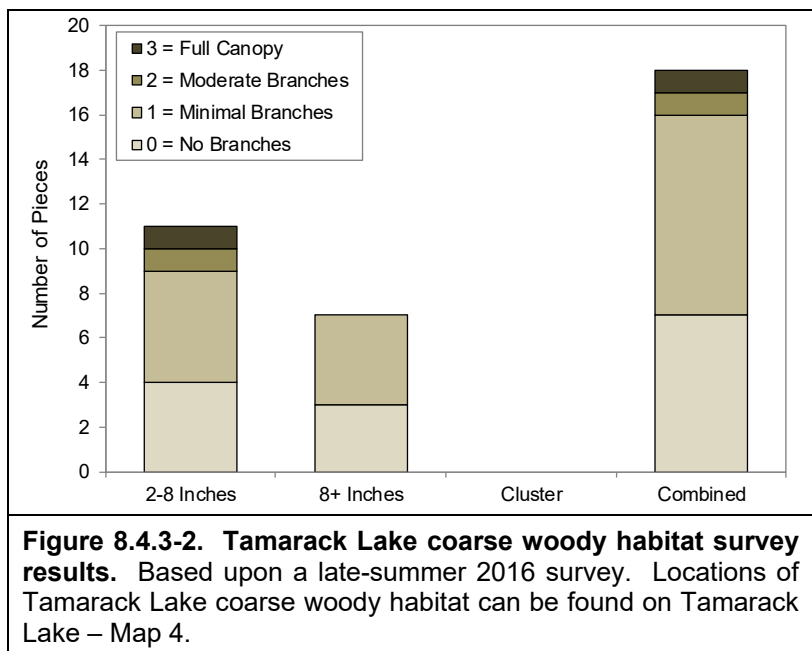 20
18
16
14
12
10
8
6
4
2
0
Number of Pieces
3 = Full Canopy
2 = Moderate Branches
1 = Minimal Branches
0 = No Branches
2-8 Inches 8+ Inches Cluster Combined
Figure 8.4.3-2. Tamarack Lake coarse woody habitat survey
results. Based upon a late-summer 2016 survey. Locations of
Tamarack Lake coarse woody habitat can be found on Tamarack
Lake – Map 4.